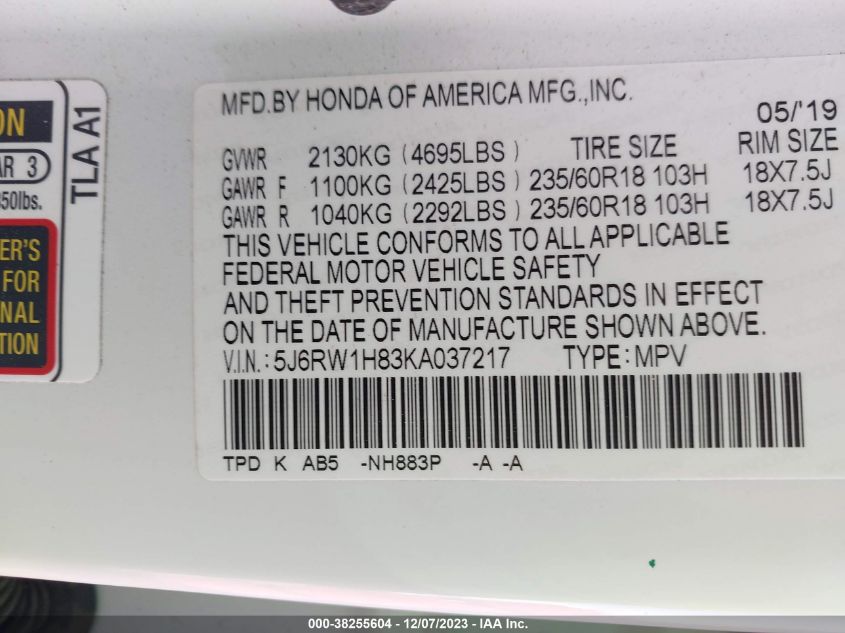 ON
AR 3
50lbs.
ER'S
FOR
NAL
TION
TLA A1
MFD.BY HONDA OF AMERICA MFG.,INC.
05/'19
GVWR 2130KG (4695LBS) TIRE SIZE RIM SIZE
GAWR F 1100KG (2425LBS) 235/60R18 103H 18X7.5J
GAWR R 1040KG (2292LBS) 235/60R18 103H 18X7.5J
THIS VEHICLE CONFORMS TO ALL APPLICABLE
FEDERAL MOTOR VEHICLE SAFETY
AND THEFT PREVENTION STANDARDS IN EFFECT
ON THE DATE OF MANUFACTURE SHOWN ABOVE.
V.I.N.: 5J6RW1H83KA037217 TYPE: MPV
TPD K AB5 -NH883P -A -A
000-38255604 - 12/07/2023 - IAA Inc.